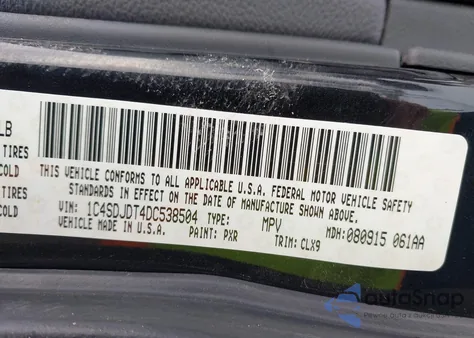 LB
TIRES
COLD
TIRES
COLD
THIS VEHICLE CONFORMS TO ALL APPLICABLE U.S.A. FEDERAL MOTOR VEHICLE SAFETY
STANDARDS IN EFFECT ON THE DATE OF MANUFACTURE SHOWN ABOVE.
VIN: 1C4SDJDT4DC538504 TYPE: MPV MDH:080915 061AA
VEHICLE MADE IN U.S.A. PAINT: PXR TRIM: CLX9
autoSnap